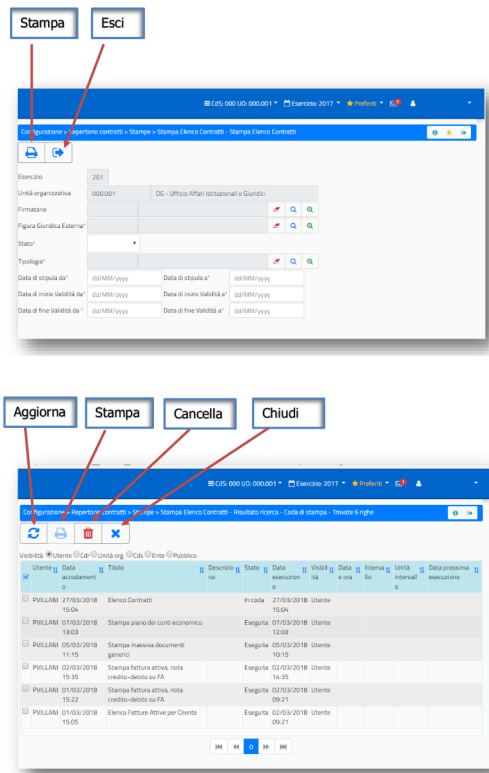 Stampa Esci
CdS: 000 UO: 000.001 Esercizio: 2017 Preferiti
Configurazione > Repertorio contratti > Stampe > Stampa Elenco Contratti - Stampa Elenco Contratti
Esercizio 201
Unità organizzativa 000.001 DG - Ufficio Affari Istituzionali e Giuridici
Firmatario
Figura Giuridica Esterna*
Stato*
Tipologia*
Data di stipula da* dd/MM/yyyy Data di stipula a* dd/MM/yyyy
Data di inizio Validità da* dd/MM/yyyy Data di inizio Validità a* dd/MM/yyyy
Data di fine Validità da * dd/MM/yyyy Data di fine Validità a* dd/MM/yyyy
Aggiorna Stampa Cancella Chiudi
CdS: 000 UO: 000.001 Esercizio: 2017 Preferiti
Configurazione > Repertorio contratti > Stampe > Stampa Elenco Contratti - Risultato ricerca - Coda di stampa - Trovate 6 righe
Visibilità Utente Cdr Unità org. Cds Ente Pubblico
Utente Data Titolo Descrizio Stato Data Visibil Data Interva Unità Data prossima
accodament ne esecuzion ità e ora llo intervall esecuzione
o e o
PVILLANI 27/03/2018 Elenco Contratti In coda 27/03/2018 Utente
15:04 15:04
PVILLANI 07/03/2018 Stampa piano dei conti economico Eseguita 07/03/2018 Utente
13:03 12:03
PVILLANI 05/03/2018 Stampa massiva documenti Eseguita 05/03/2018 Utente
11:15 generici 10:15
PVILLANI 02/03/2018 Stampa fattura attiva, nota Eseguita 02/03/2018 Utente
15:35 credito-debito su FA 14:35
PVILLANI 01/03/2018 Stampa fattura attiva, nota Eseguita 02/03/2018 Utente
15:22 credito-debito su FA 09:21
PVILLANI 01/03/2018 Elenco Fatture Attive per Cliente Eseguita 02/03/2018 Utente
15:05 09:21
0